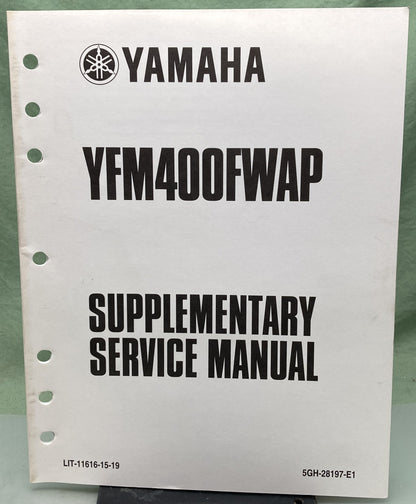 YAMAHA
YFM400FWAP
SUPPLEMENTARY
SERVICE MANUAL
LIT-11616-15-19
5GH-28197-E1